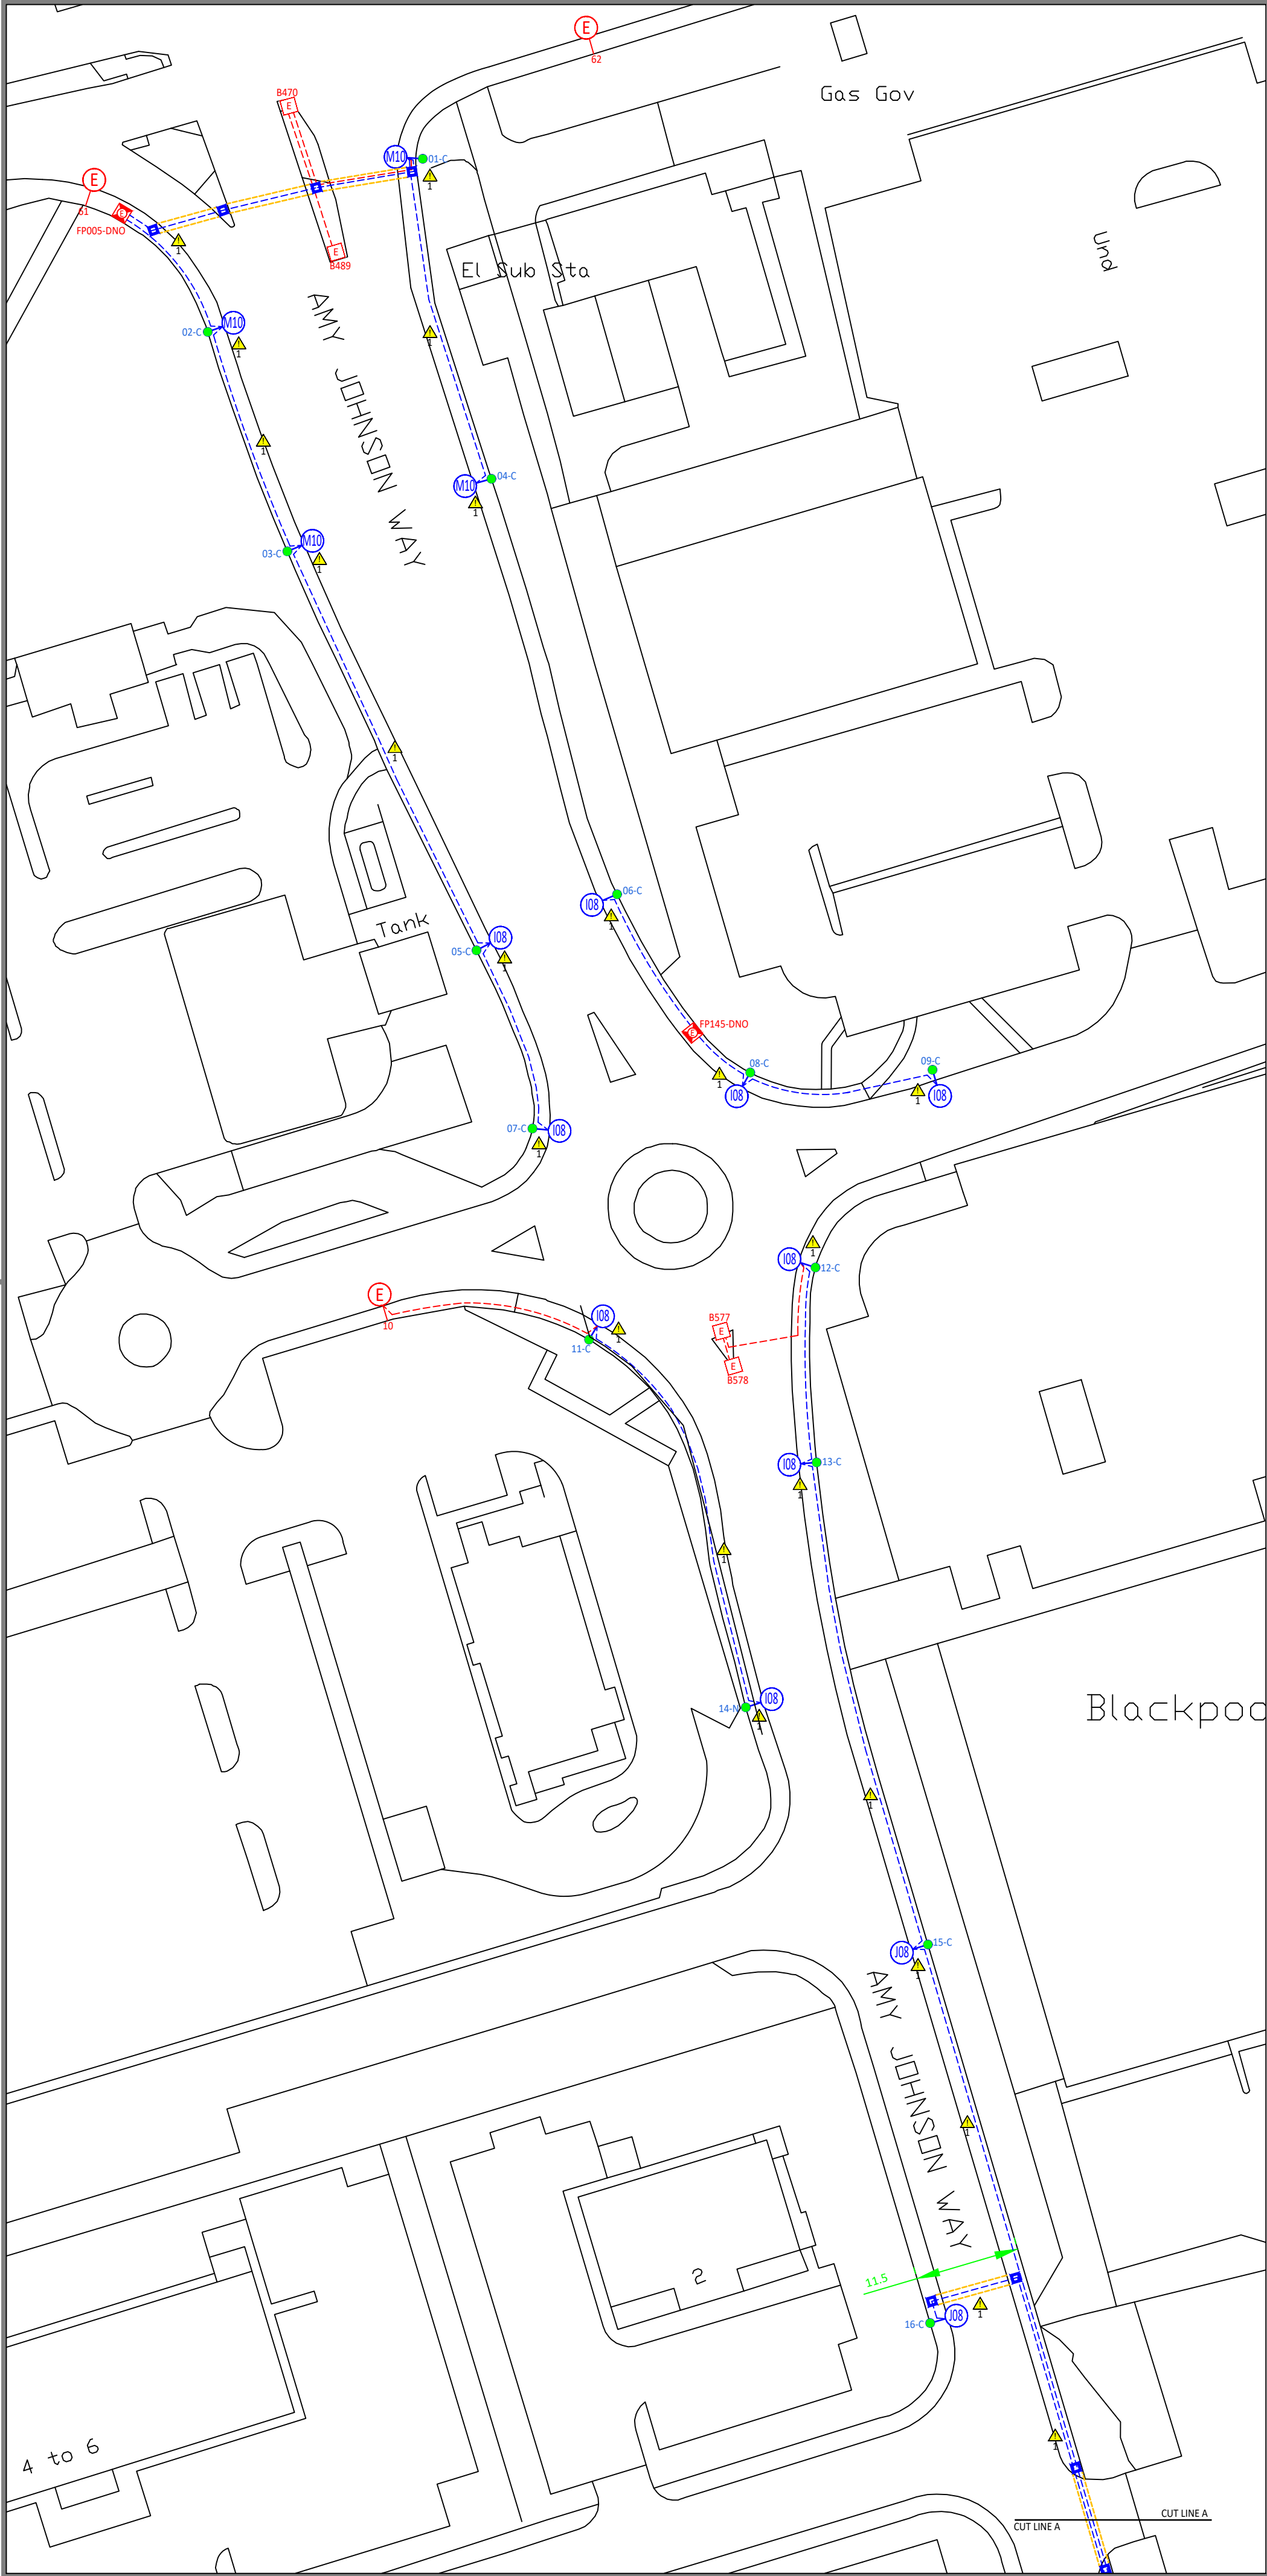 E
62
Gas Gov
B470
E
M10
01-C
1
E
61
E
FP005-DNO
1
Und
E
B489
El Sub Sta
AMY JOHNSON WAY
02-C
M10
1
1
1
M10
04-C
1
03-C
M10
1
1
06-C
I08
1
Tank
I08
05-C
1
FP145-DNO
E
08-C
09-C
1
1
I08
I08
07-C
I08
1
1
I08
12-C
E
10
I08
1
11-C
B577
E
E
B578
I08
13-C
1
1
I08
14-N
1
Blackpoo
1
15-C
J08
1
AMY JOHNSON WAY
1
2
11.5
1
J08
16-C
1
4 to 6
CUT LINE A
CUT LINE A